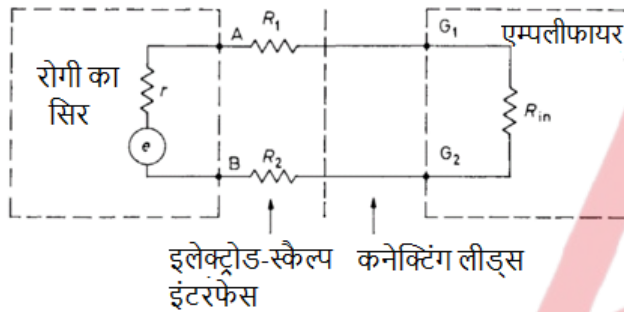 A R₁ G₁ एम्पलीफायर
रोगी का
सिर
r
Rin
e
B R₂ G₂
इलेक्ट्रोड-स्कैल्प कनेक्टिंग लीड्स
इंटरफेस